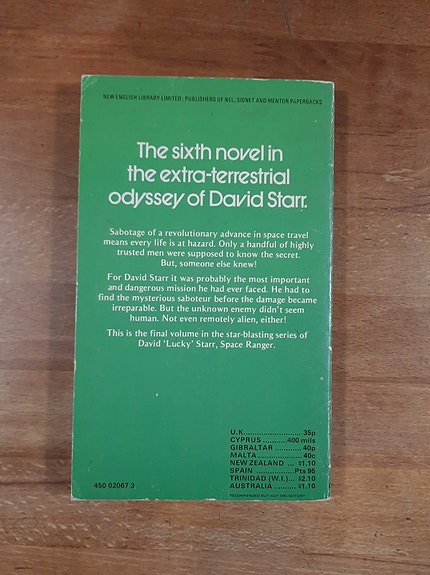 NEW ENGLISH LIBRARY LIMITED: PUBLISHERS OF NEL, SIGNET AND MENTOR PAPERBACKS
The sixth novel in
the extra-terrestrial
odyssey of David Starr.
Sabotage of a revolutionary advance in space travel
means every life is at hazard. Only a handful of highly
trusted men were supposed to know the secret.
But, someone else knew!
For David Starr it was probably the most important
and dangerous mission he had ever faced. He had to
find the mysterious saboteur before the damage became
irreparable. But the unknown enemy didn't seem
human. Not even remotely alien, either!
This is the final volume in the star-blasting series of
David 'Lucky' Starr, Space Ranger.
U.K. .......................... 35p
CYPRUS ........... 400 mils
GIBRALTAR ............ 40p
MALTA ................... 40c
NEW ZEALAND ... $1.10
SPAIN ................. Pts 95
TRINIDAD (W.I.)... $2.10
AUSTRALIA .......... $1.10
RECOMMENDED BUT NOT OBLIGATORY
450 02067 3